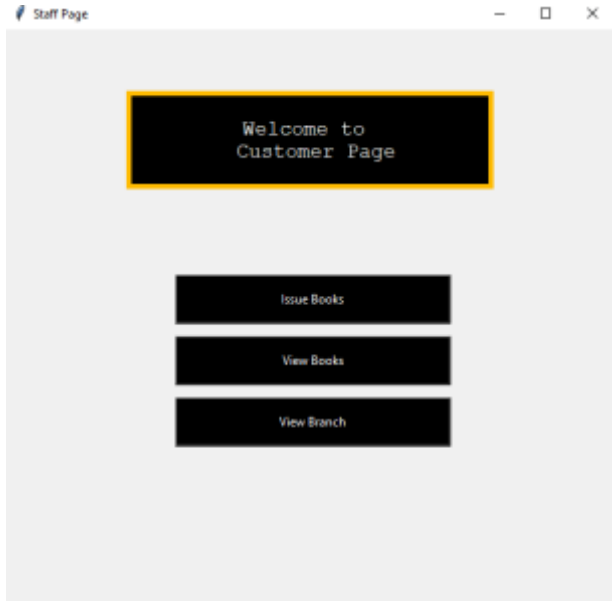 Staff Page
Welcome to
Customer Page
Issue Books
View Books
View Branch